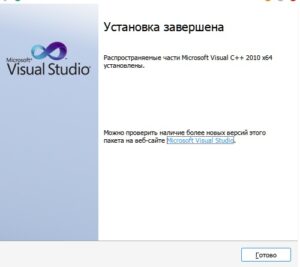 Установка завершена
Microsoft®
Visual Studio®
Распространяемые части Microsoft Visual C++ 2010 x64
установлены.
Можно проверить наличие более новых версий этого
пакета на веб-сайте Microsoft Visual Studio.
Готово